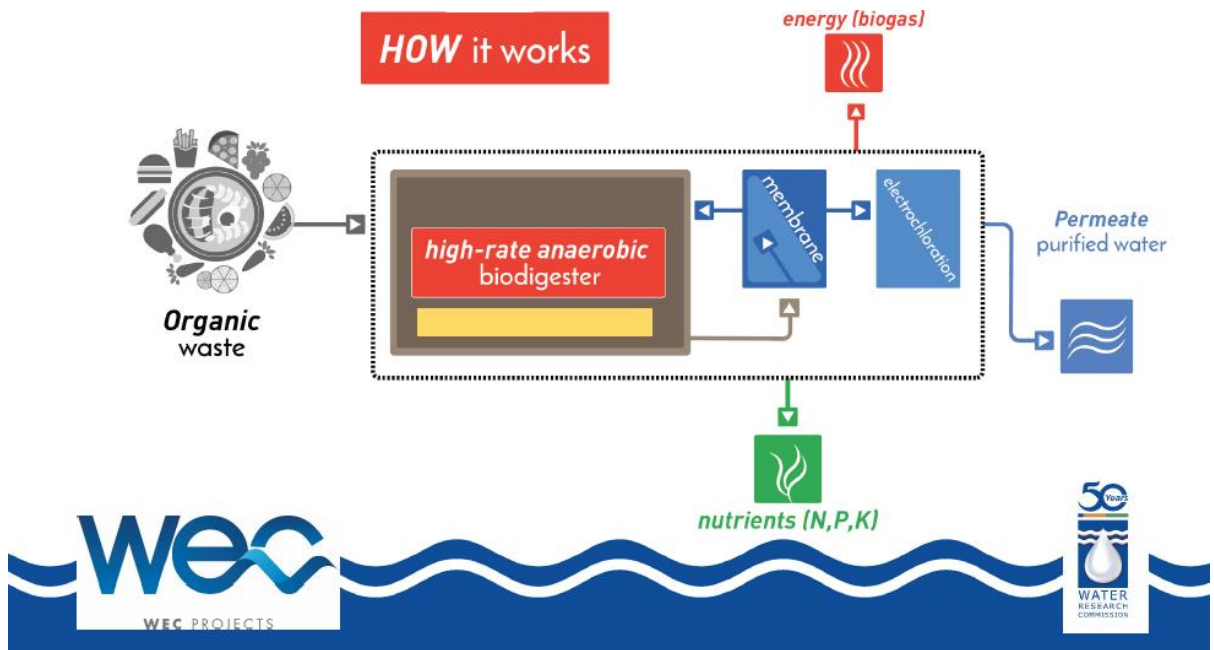 HOW it works
energy (biogas)
Organic
waste
high-rate anaerobic
biodigester
membrane
electrochloration
Permeate
purified water
nutrients (N,P,K)
wec
WEC PROJECTS
50 Years
WATER
RESEARCH
COMMISSION